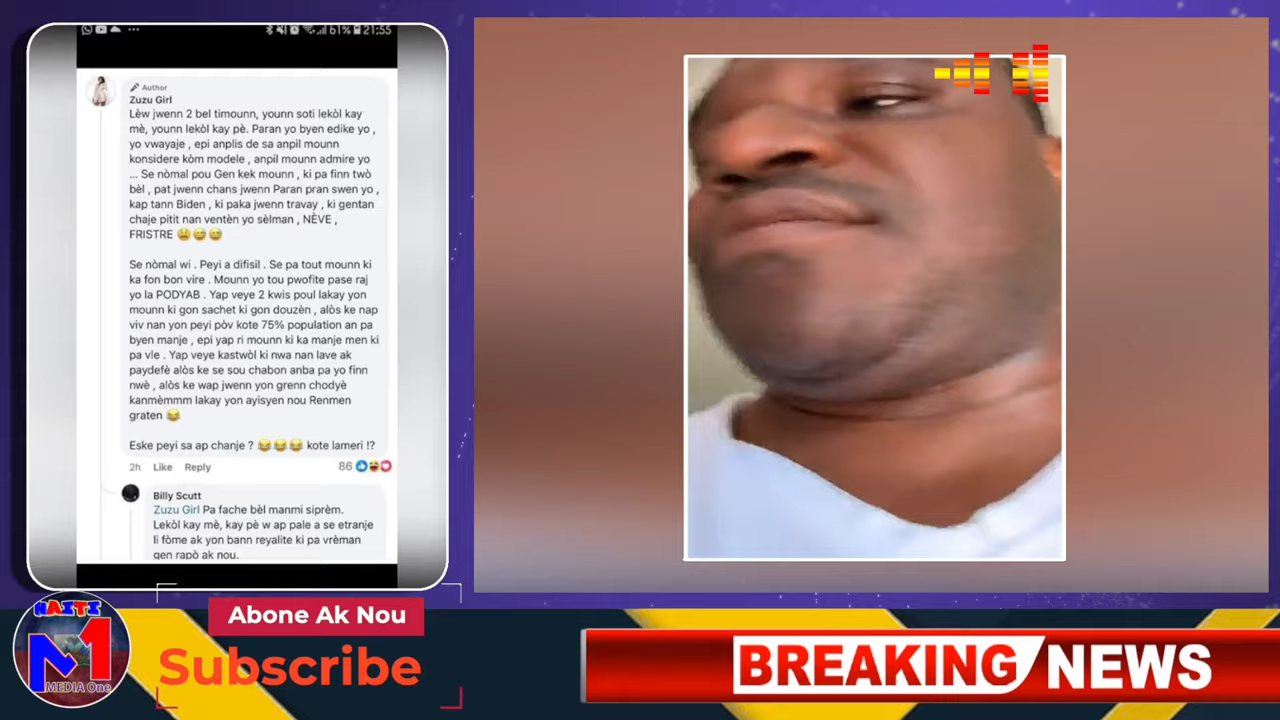 61% 21:55
Author
Zuzu Girl
Lèw jwenn 2 bel timounn, younn soti lekòl kay
mè, younn lekòl kay pè. Paran yo byen edike yo ,
yo vwayaje , epi anplis de sa anpil mounn
konsidere kòm modele , anpil mounn admire yo
... Se nòmal pou Gen kek mounn , ki pa finn twò
bèl , pat jwenn chans jwenn Paran pran swen yo ,
kap tann Biden , ki paka jwenn travay , ki gentan
chaje pitit nan ventèn yo sèlman , NÈVE ,
FRISTRE 😩😅😅
Se nòmal wi . Peyi a difisil . Se pa tout mounn ki
ka fon bon vire . Mounn yo tou pwofite pase raj
yo la PODYAB . Yap veye 2 kwis poul lakay yon
mounn ki gon sachet ki gon douzèn , alòs ke nap
viv nan yon peyi pòv kote 75% population an pa
byen manje , epi yap ri mounn ki ka manje men ki
pa vle . Yap veye kastwòl ki nwa nan lave ak
paydefè alòs ke se sou chabon anba pa yo finn
nwè , alòs ke wap jwenn yon grenn chodyè
kanmèmmm lakay yon ayisyen nou Renmen
graten 😂
Eske peyi sa ap chanje ? 😂😂😂 kote lameri !?
2h Like Reply 86
Billy Scutt
Zuzu Girl Pa fache bèl manmi siprèm.
Lekòl kay mè, kay pè w ap pale a se etranje
li fòme ak yon bann reyalite ki pa vrèman
gen rapò ak nou.
HAITI
M1
MEDIA One
Abone Ak Nou
Subscribe
BREAKING NEWS